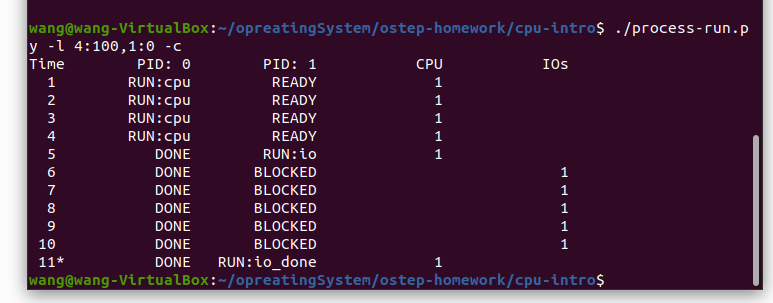 wang@wang-VirtualBox:~/opreatingSystem/ostep-homework/cpu-intro$ ./process-run.p
y -l 4:100,1:0 -c
Time        PID: 0        PID: 1           CPU           IOs
  1        RUN:cpu         READY             1
  2        RUN:cpu         READY             1
  3        RUN:cpu         READY             1
  4        RUN:cpu         READY             1
  5           DONE        RUN:io             1
  6           DONE       BLOCKED                           1
  7           DONE       BLOCKED                           1
  8           DONE       BLOCKED                           1
  9           DONE       BLOCKED                           1
 10           DONE       BLOCKED                           1
 11*          DONE   RUN:io_done             1
wang@wang-VirtualBox:~/opreatingSystem/ostep-homework/cpu-intro$